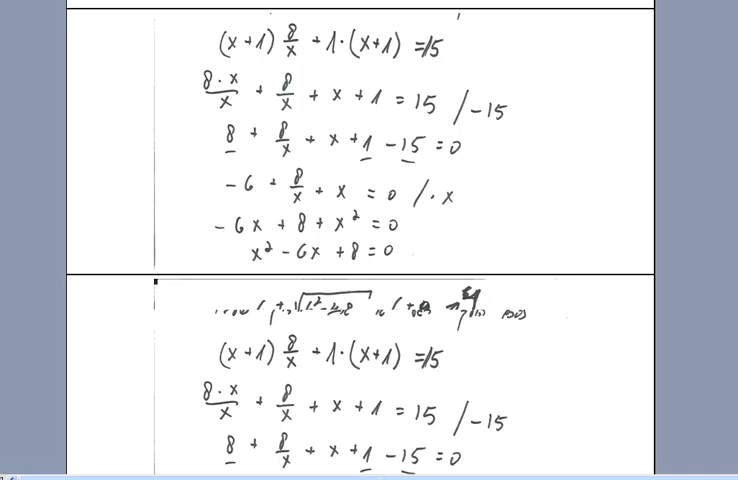 (x+1) 8/x + 1·(x+1) = 15
8·x/x + 8/x + x + 1 = 15 / -15
8 + 8/x + x + 1 - 15 = 0
-6 + 8/x + x = 0 / ·x
-6x + 8 + x² = 0
x² - 6x + 8 = 0
(x+1) 8/x + 1·(x+1) = 15
8·x/x + 8/x + x + 1 = 15 / -15
8 + 8/x + x + 1 - 15 = 0